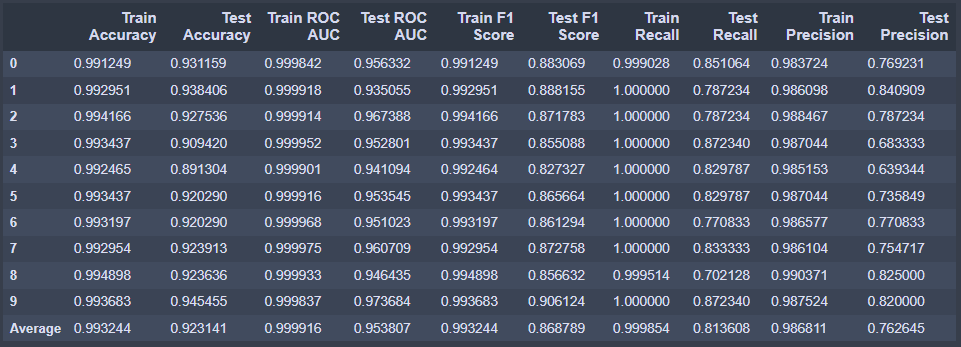 Train Accuracy Test Accuracy Train ROC AUC Test ROC AUC Train F1 Score Test F1 Score Train Recall Test Recall Train Precision Test Precision
0 0.991249 0.931159 0.999842 0.956332 0.991249 0.883069 0.999028 0.851064 0.983724 0.769231
1 0.992951 0.938406 0.999918 0.935055 0.992951 0.888155 1.000000 0.787234 0.986098 0.840909
2 0.994166 0.927536 0.999914 0.967388 0.994166 0.871783 1.000000 0.787234 0.988467 0.787234
3 0.993437 0.909420 0.999952 0.952801 0.993437 0.855088 1.000000 0.872340 0.987044 0.683333
4 0.992465 0.891304 0.999901 0.941094 0.992464 0.827327 1.000000 0.829787 0.985153 0.639344
5 0.993437 0.920290 0.999916 0.953545 0.993437 0.865664 1.000000 0.829787 0.987044 0.735849
6 0.993197 0.920290 0.999968 0.951023 0.993197 0.861294 1.000000 0.770833 0.986577 0.770833
7 0.992954 0.923913 0.999975 0.960709 0.992954 0.872758 1.000000 0.833333 0.986104 0.754717
8 0.994898 0.923636 0.999933 0.946435 0.994898 0.856632 0.999514 0.702128 0.990371 0.825000
9 0.993683 0.945455 0.999837 0.973684 0.993683 0.906124 1.000000 0.872340 0.987524 0.820000
Average 0.993244 0.923141 0.999916 0.953807 0.993244 0.868789 0.999854 0.813608 0.986811 0.762645